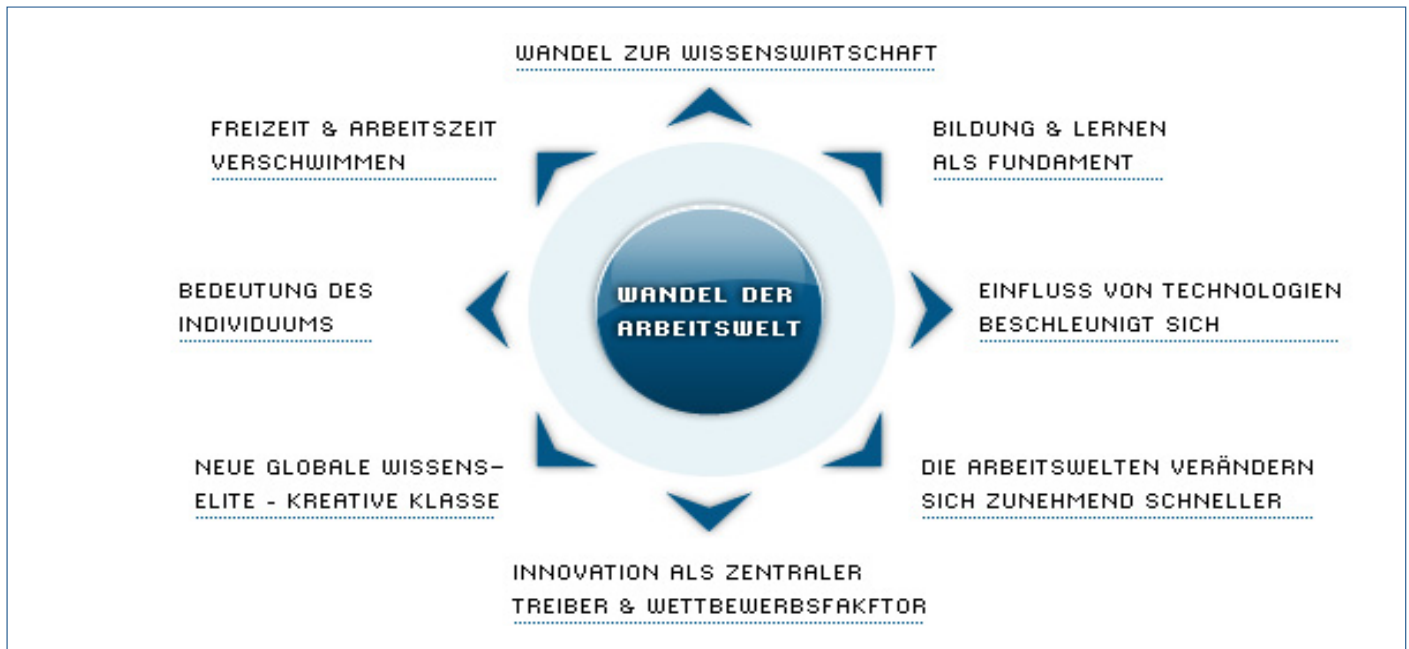 WANDEL ZUR WISSENSWIRTSCHAFT
FREIZEIT & ARBEITSZEIT
VERSCHWIMMEN
BILDUNG & LERNEN
ALS FUNDAMENT
BEDEUTUNG DES
INDIVIDUUMS
WANDEL DER
ARBEITSWELT
EINFLUSS VON TECHNOLOGIEN
BESCHLEUNIGT SICH
NEUE GLOBALE WISSENS-
ELITE - KREATIVE KLASSE
DIE ARBEITSWELTEN VERÄNDERN
SICH ZUNEHMEND SCHNELLER
INNOVATION ALS ZENTRALER
TREIBER & WETTBEWERBSFAKFTOR